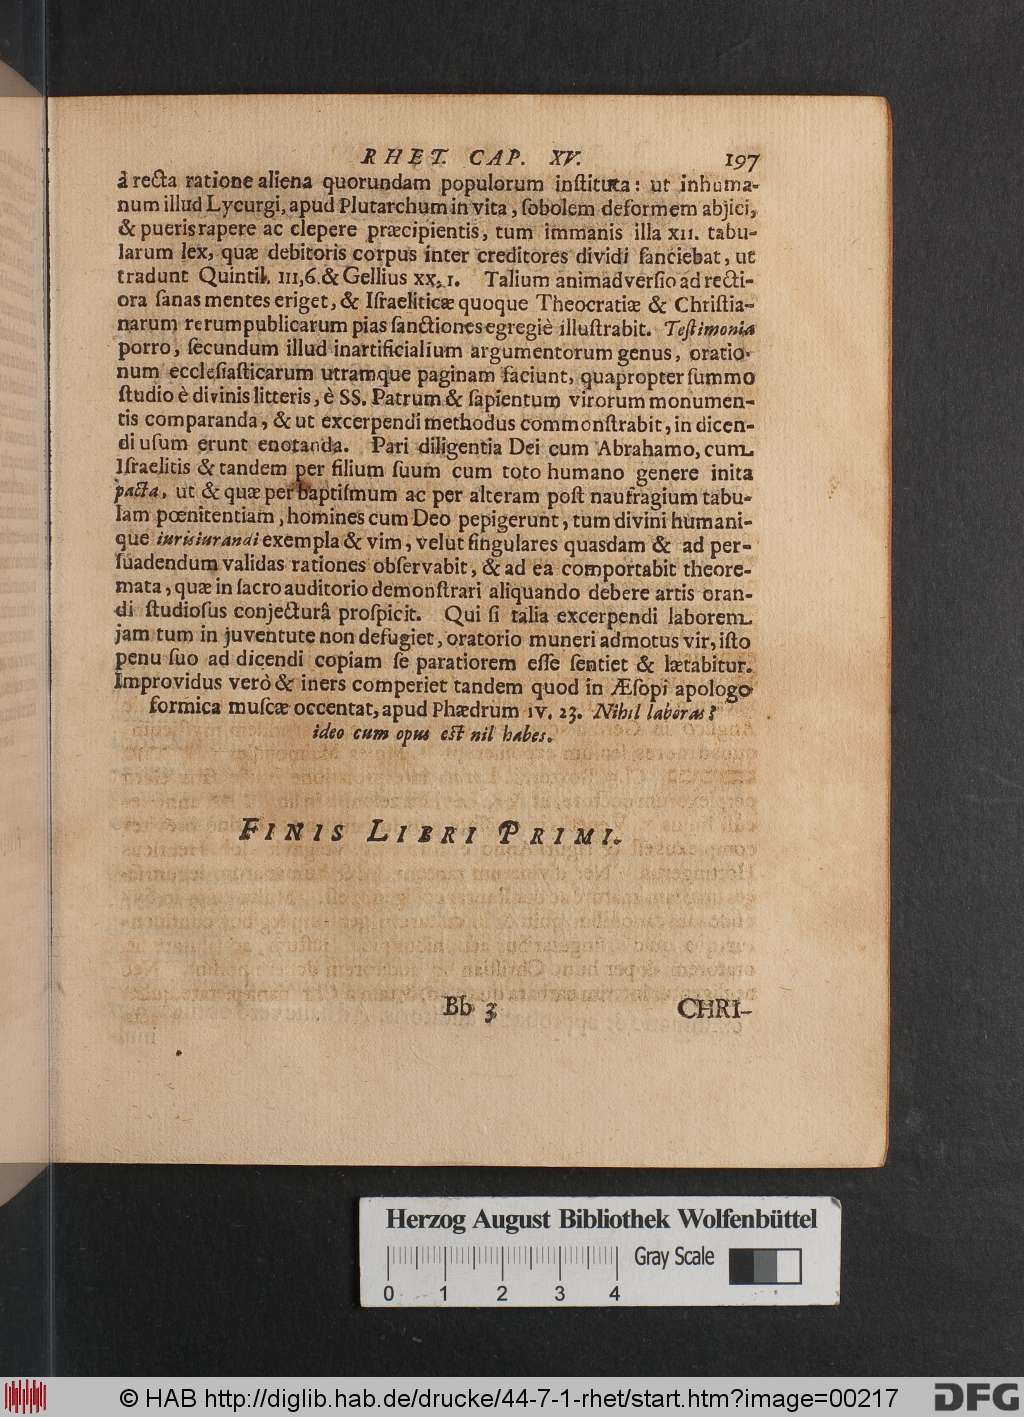 RHET. CAP. XV. 197
à recta ratione aliena quorundam populorum instituta: ut inhuma-
num illud Lycurgi, apud Plutarchum in vita, sobolem deformem abjici,
& pueris rapere ac clepere præcipientis, tum immanis illa XII. tabu-
larum lex, quæ debitoris corpus inter creditores dividi sanciebat, ut
tradunt Quintil. III,6. & Gellius XX, 1. Talium animadversio ad recti-
ora sanas mentes eriget, & Israeliticæ quoque Theocratiæ & Christia-
narum rerumpublicarum pias sanctiones egregiè illustrabit. Testimonia
porro, secundum illud inartificialium argumentorum genus, oratio-
num ecclesiasticarum utramque paginam faciunt, quapropter summo
studio è divinis litteris, è SS. Patrum & sapientum virorum monumen-
tis comparanda, & ut excerpendi methodus commonstrabit, in dicen-
di usum erunt enotanda. Pari diligentia Dei cum Abrahamo, cum
Israelitis & tandem per filium suum cum toto humano genere inita
pacta, ut & quæ per baptismum ac per alteram post naufragium tabu-
lam pœnitentiam, homines cum Deo pepigerunt, tum divini humani-
que iurisiurandi exempla & vim, velut singulares quasdam & ad per-
suadendum validas rationes observabit, & ad ea comportabit theore-
mata, quæ in sacro auditorio demonstrari aliquando debere artis oran-
di studiosus conjecturâ prospicit. Qui si talia excerpendi laborem
jam tum in juventute non defugiet, oratorio muneri admotus vir, isto
penu suo ad dicendi copiam se paratiorem esse sentiet & lætabitur.
Improvidus verò & iners comperiet tandem quod in Æsopi apologo
formica muscæ occentat, apud Phædrum IV. 23. Nihil laboras?
ideo cum opus est nil habes.
FINIS LIBRI PRIMI.
Bb 3 CHRI-
Herzog August Bibliothek Wolfenbüttel
Gray Scale
0 1 2 3 4
© HAB http://diglib.hab.de/drucke/44-7-1-rhet/start.htm?image=00217 DFG